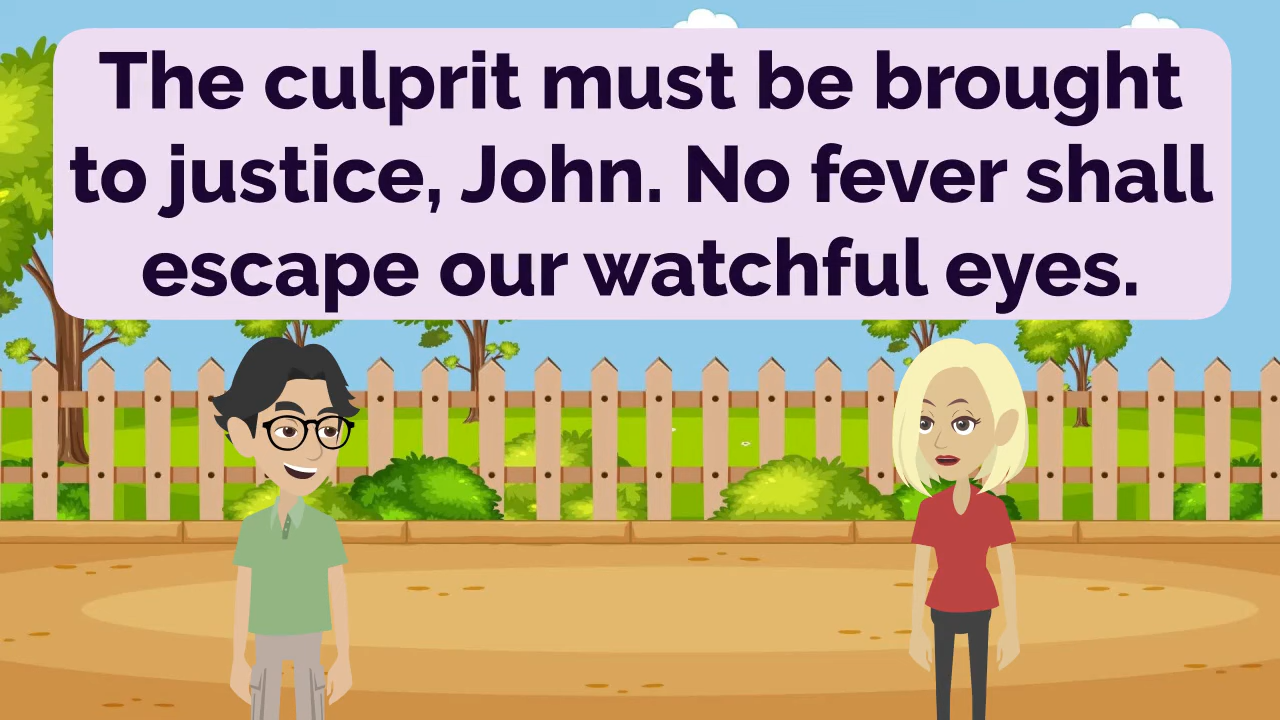 The culprit must be brought
to justice, John. No fever shall
escape our watchful eyes.